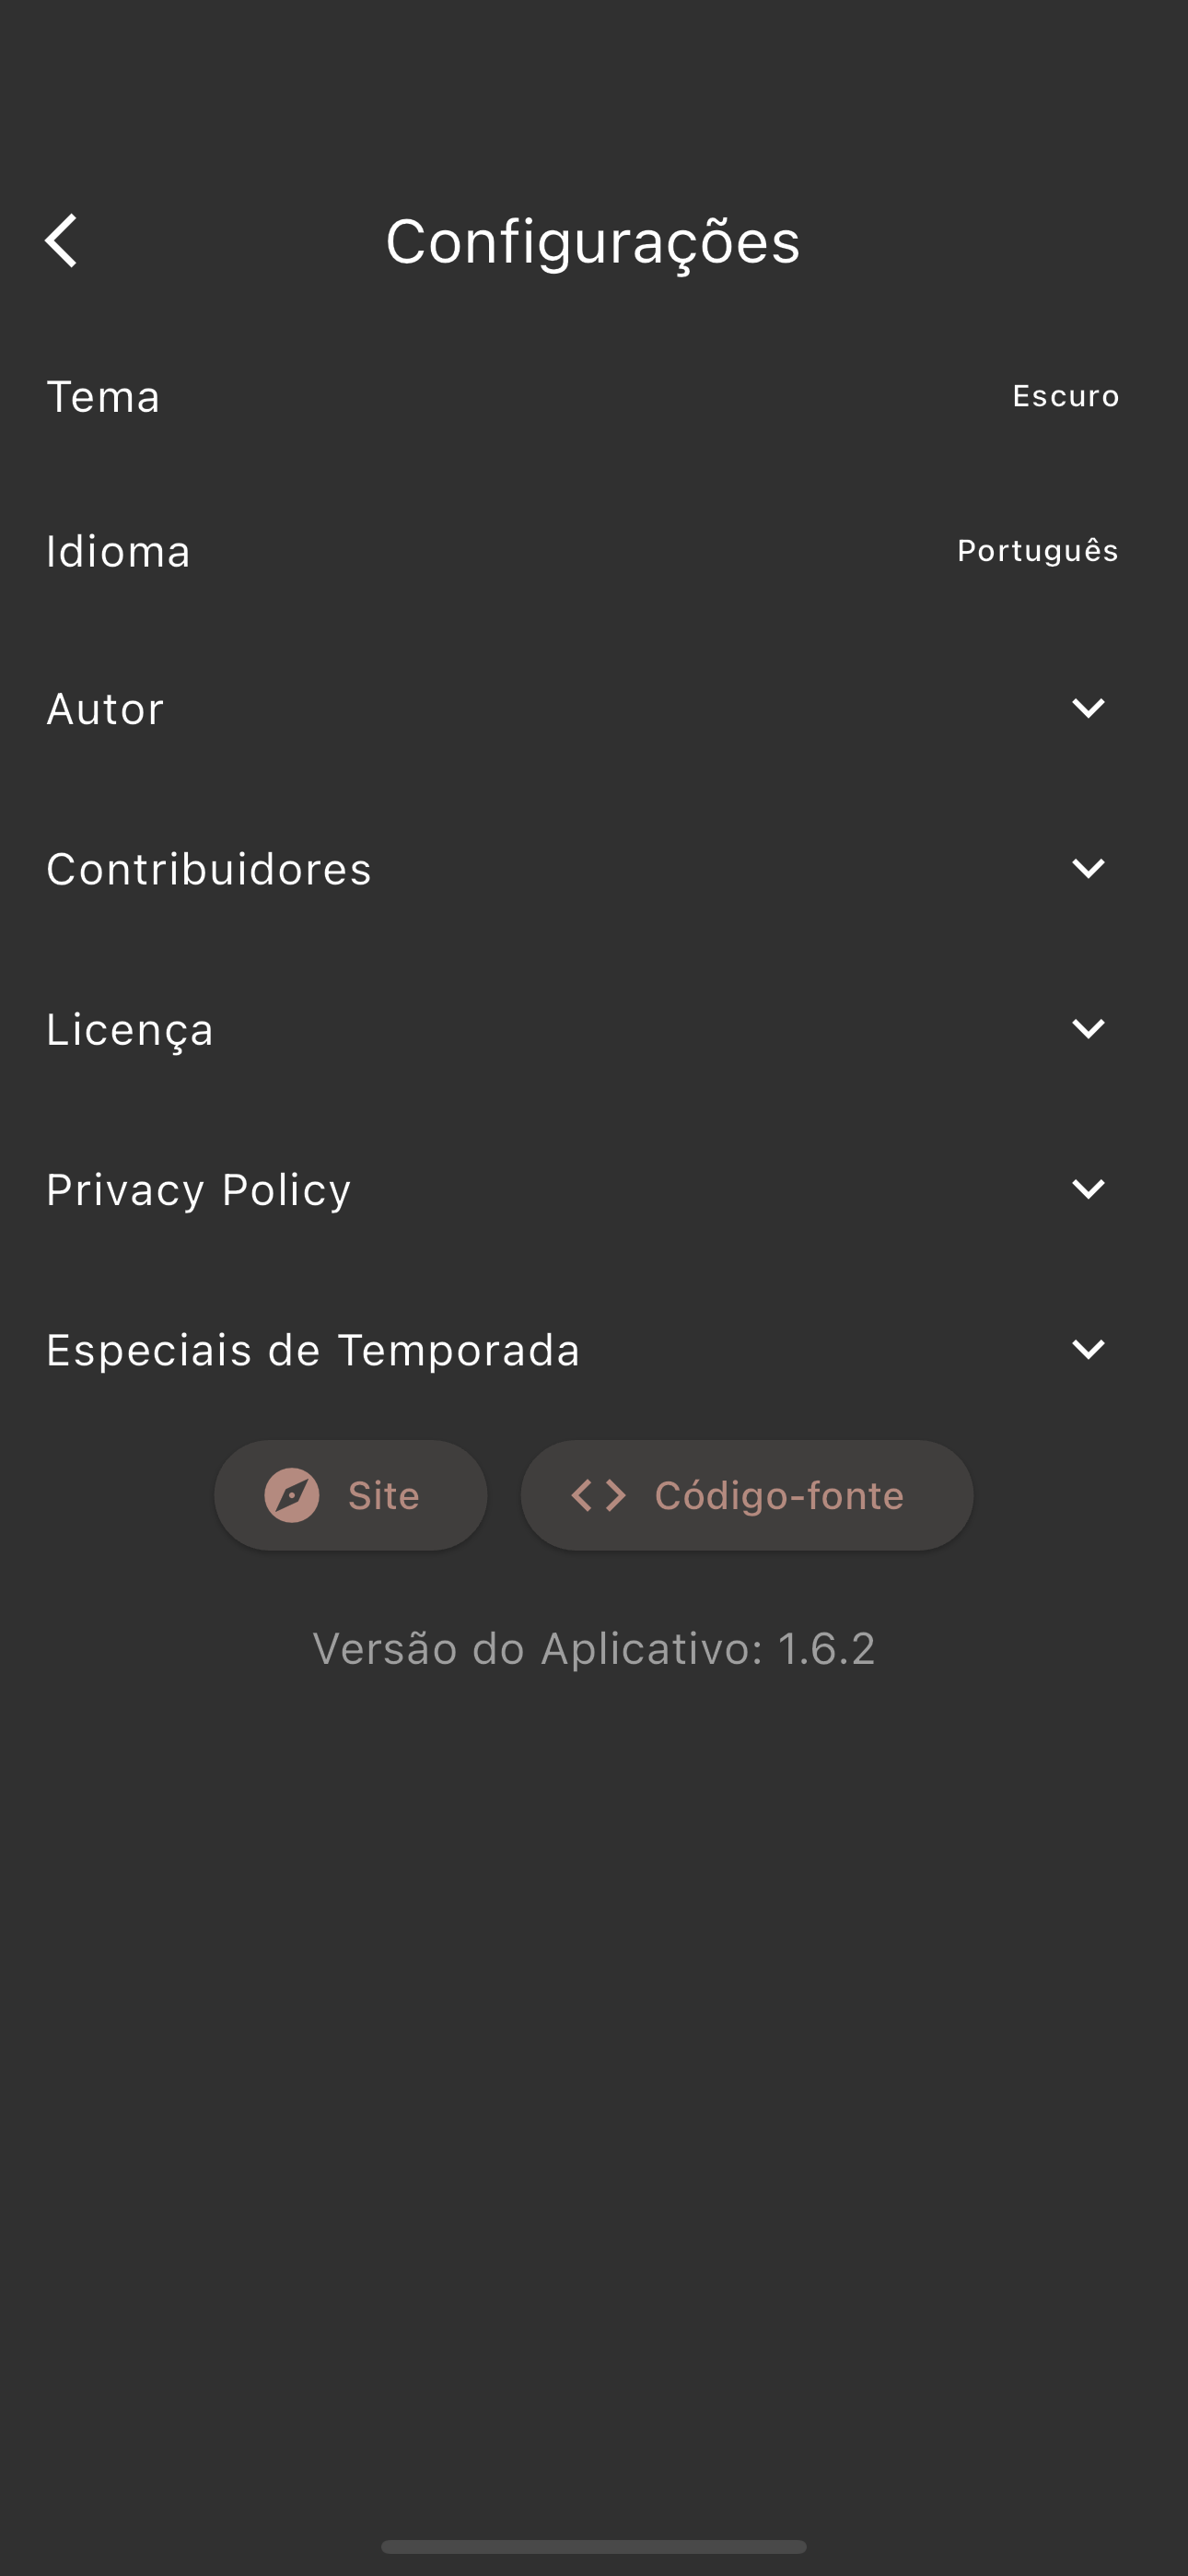 Configurações
Tema
Escuro
Idioma
Português
Autor
Contribuidores
Licença
Privacy Policy
Especiais de Temporada
Site
Código-fonte
Versão do Aplicativo: 1.6.2